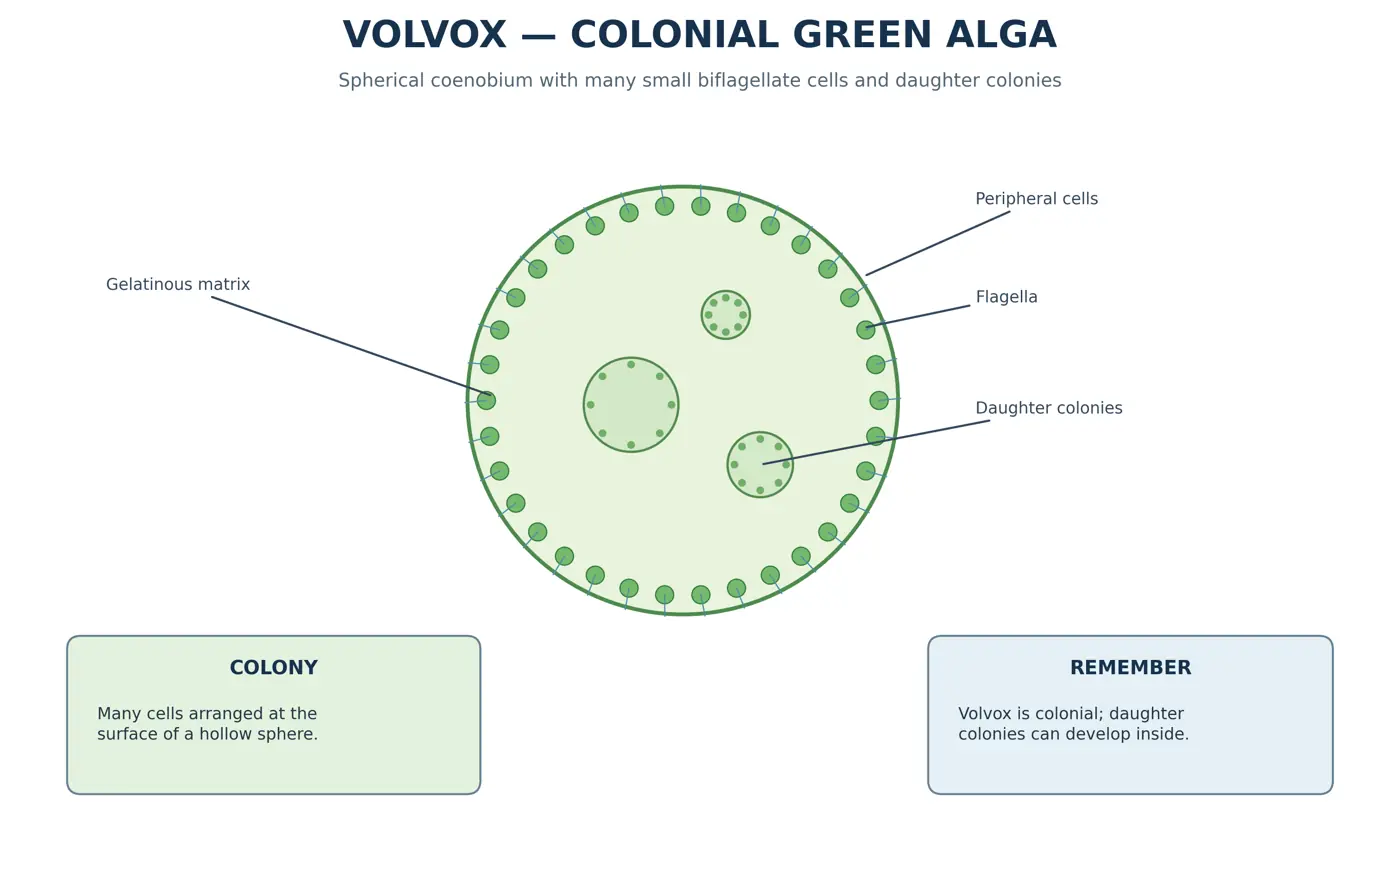 VOLVOX — COLONIAL GREEN ALGA
Spherical coenobium with many small biflagellate cells and daughter colonies
Peripheral cells
Gelatinous matrix
Flagella
Daughter colonies
COLONY
Many cells arranged at the
surface of a hollow sphere.
REMEMBER
Volvox is colonial; daughter
colonies can develop inside.